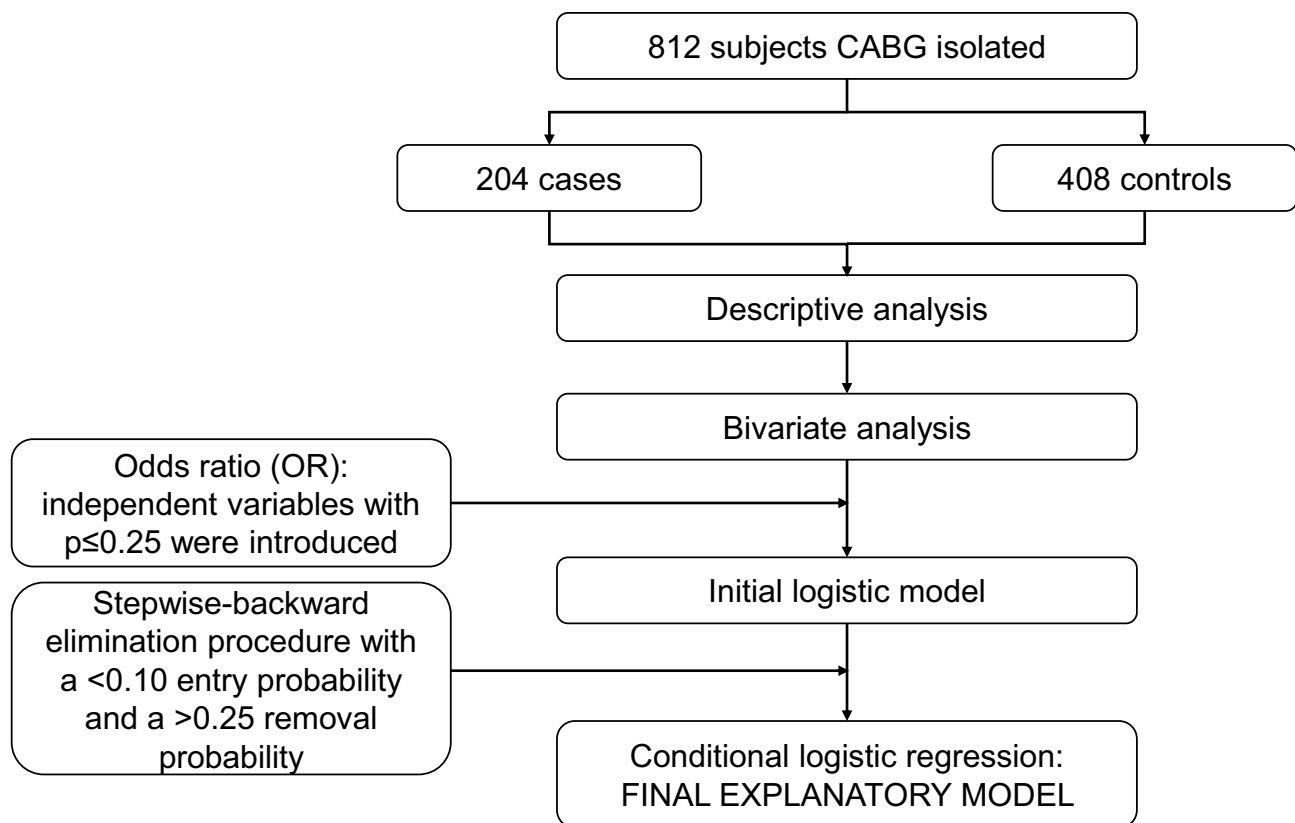 812 subjects CABG isolated
204 cases
408 controls
Descriptive analysis
Bivariate analysis
Odds ratio (OR):
independent variables with
p≤0.25 were introduced
Initial logistic model
Stepwise-backward
elimination procedure with
a <0.10 entry probability
and a >0.25 removal
probability
Conditional logistic regression:
FINAL EXPLANATORY MODEL